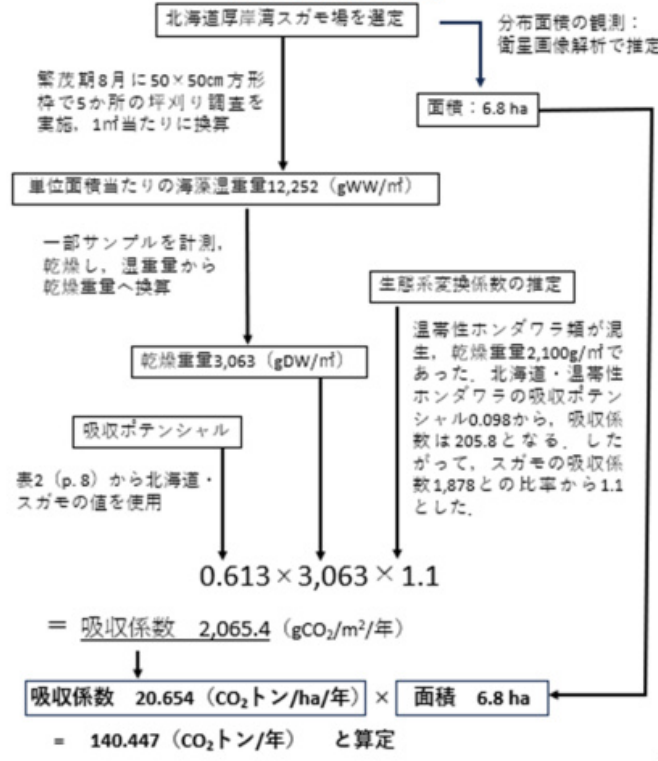 北海道厚岸湾スガモ場を選定
分布面積の観測：
衛星画像解析で推定
繁茂期8月に50×50㎝方形
枠で5か所の坪刈り調査を
実施，1㎡当たりに換算
面積：6.8 ha
単位面積当たりの海藻湿重量12,252（gWW/㎡）
一部サンプルを計測，
乾燥し，湿重量から
乾燥重量へ換算
生態系変換係数の推定
乾燥重量3,063（gDW/㎡）
温帯性ホンダワラ類が混
生，乾燥重量2,100g/㎡で
あった．北海道・温帯性
ホンダワラの吸収ポテン
シャル0.098から，吸収係
数は205.8となる．した
がって，スガモの吸収係
数1,878との比率から1.1
とした．
吸収ポテンシャル
表2（p. 8）から北海道・
スガモの値を使用
0.613×3,063×1.1
＝ 吸収係数 2,065.4（gCO₂/m²/年）
吸収係数 20.654（CO₂トン/ha/年） × 面積 6.8 ha
= 140.447（CO₂トン/年） と算定